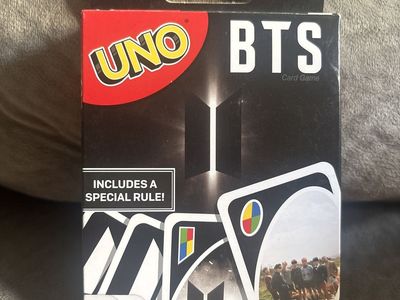 UNO
BTS
Card Game
INCLUDES A
SPECIAL RULE!